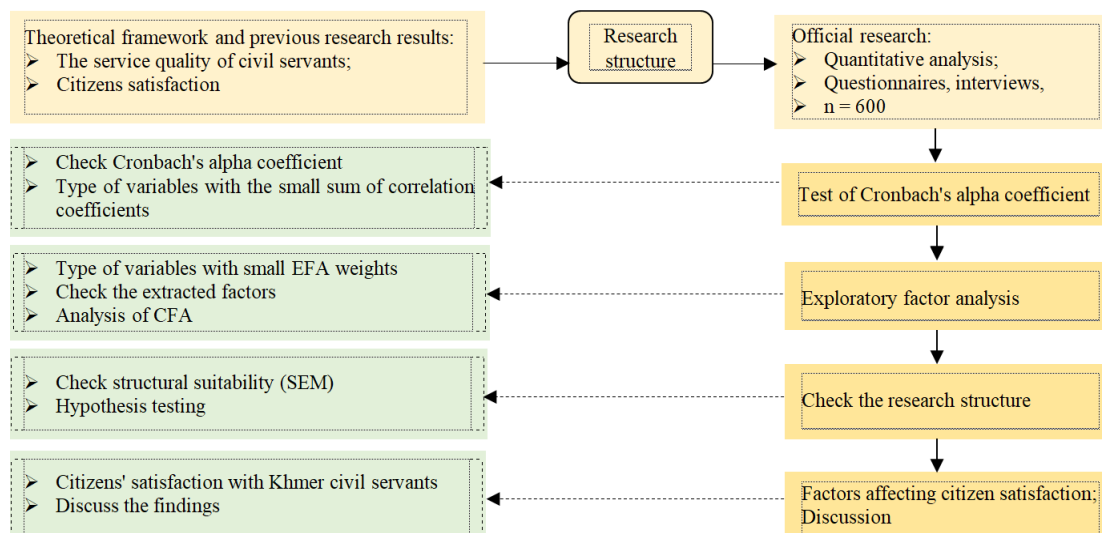 Theoretical framework and previous research results:
➢ The service quality of civil servants;
➢ Citizens satisfaction
Research
structure
Official research:
➢ Quantitative analysis;
➢ Questionnaires, interviews,
➢ n = 600
➢ Check Cronbach's alpha coefficient
➢ Type of variables with the small sum of correlation
coefficients
Test of Cronbach's alpha coefficient
➢ Type of variables with small EFA weights
➢ Check the extracted factors
➢ Analysis of CFA
Exploratory factor analysis
➢ Check structural suitability (SEM)
➢ Hypothesis testing
Check the research structure
➢ Citizens' satisfaction with Khmer civil servants
➢ Discuss the findings
Factors affecting citizen satisfaction;
Discussion